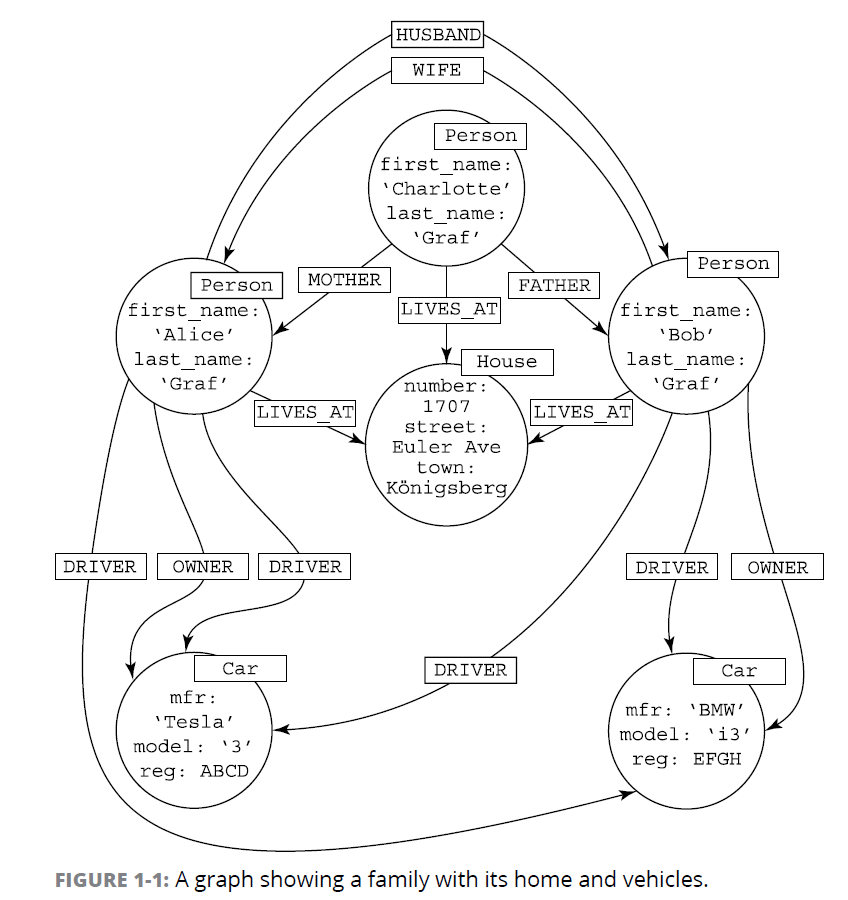 HUSBAND
WIFE
Person
first_name:
‘Charlotte’
last_name:
‘Graf’
MOTHER
LIVES_AT
FATHER
Person
first_name:
‘Alice’
last_name:
‘Graf’
Person
first_name:
‘Bob’
last_name:
‘Graf’
House
number:
1707
street:
Euler Ave
town:
Königsberg
LIVES_AT
LIVES_AT
DRIVER
OWNER
DRIVER
DRIVER
OWNER
DRIVER
Car
mfr:
‘Tesla’
model: ‘3’
reg: ABCD
Car
mfr: ‘BMW’
model: ‘i3’
reg: EFGH
FIGURE 1-1: A graph showing a family with its home and vehicles.